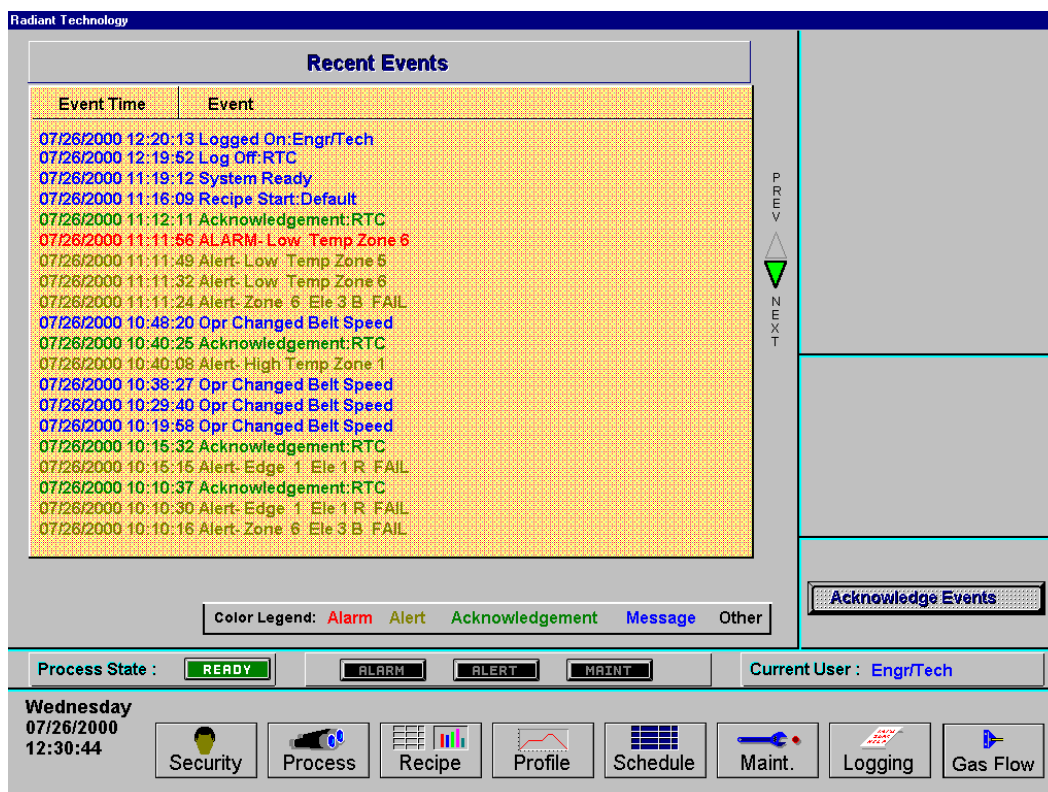 Radiant Technology
Recent Events
Event Time Event
07/26/2000 12:20:13 Logged On:Engr/Tech
07/26/2000 12:19:52 Log Off:RTC
07/26/2000 11:19:12 System Ready
07/26/2000 11:16:09 Recipe Start:Default
07/26/2000 11:12:11 Acknowledgement:RTC
07/26/2000 11:11:56 ALARM- Low Temp Zone 6
07/26/2000 11:11:49 Alert- Low Temp Zone 5
07/26/2000 11:11:32 Alert- Low Temp Zone 6
07/26/2000 11:11:24 Alert- Zone 6 Ele 3 B FAIL
07/26/2000 10:48:20 Opr Changed Belt Speed
07/26/2000 10:40:25 Acknowledgement:RTC
07/26/2000 10:40:08 Alert- High Temp Zone 1
07/26/2000 10:38:27 Opr Changed Belt Speed
07/26/2000 10:29:40 Opr Changed Belt Speed
07/26/2000 10:19:58 Opr Changed Belt Speed
07/26/2000 10:15:32 Acknowledgement:RTC
07/26/2000 10:15:15 Alert- Edge 1 Ele 1 R FAIL
07/26/2000 10:10:37 Acknowledgement:RTC
07/26/2000 10:10:30 Alert- Edge 1 Ele 1 R FAIL
07/26/2000 10:10:16 Alert- Zone 6 Ele 3 B FAIL
PREV
NEXT
Acknowledge Events
Color Legend: Alarm Alert Acknowledgement Message Other
Process State : READY ALARM ALERT MAINT Current User : Engr/Tech
Wednesday
07/26/2000
12:30:44
Security Process Recipe Profile Schedule Maint. Logging Gas Flow